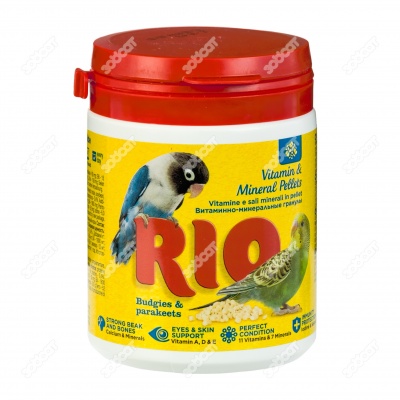 Vitamin &
Mineral Pellets
Vitamine e sali minerali in pellet
Витаминно-минеральные гранулы
RIO
Budgies &
parakeets
STRONG BEAK
AND BONES
Calcium & Minerals
EYES & SKIN
SUPPORT
Vitamin A, D & E
PERFECT
CONDITION
11 Vitamins & 7 Minerals